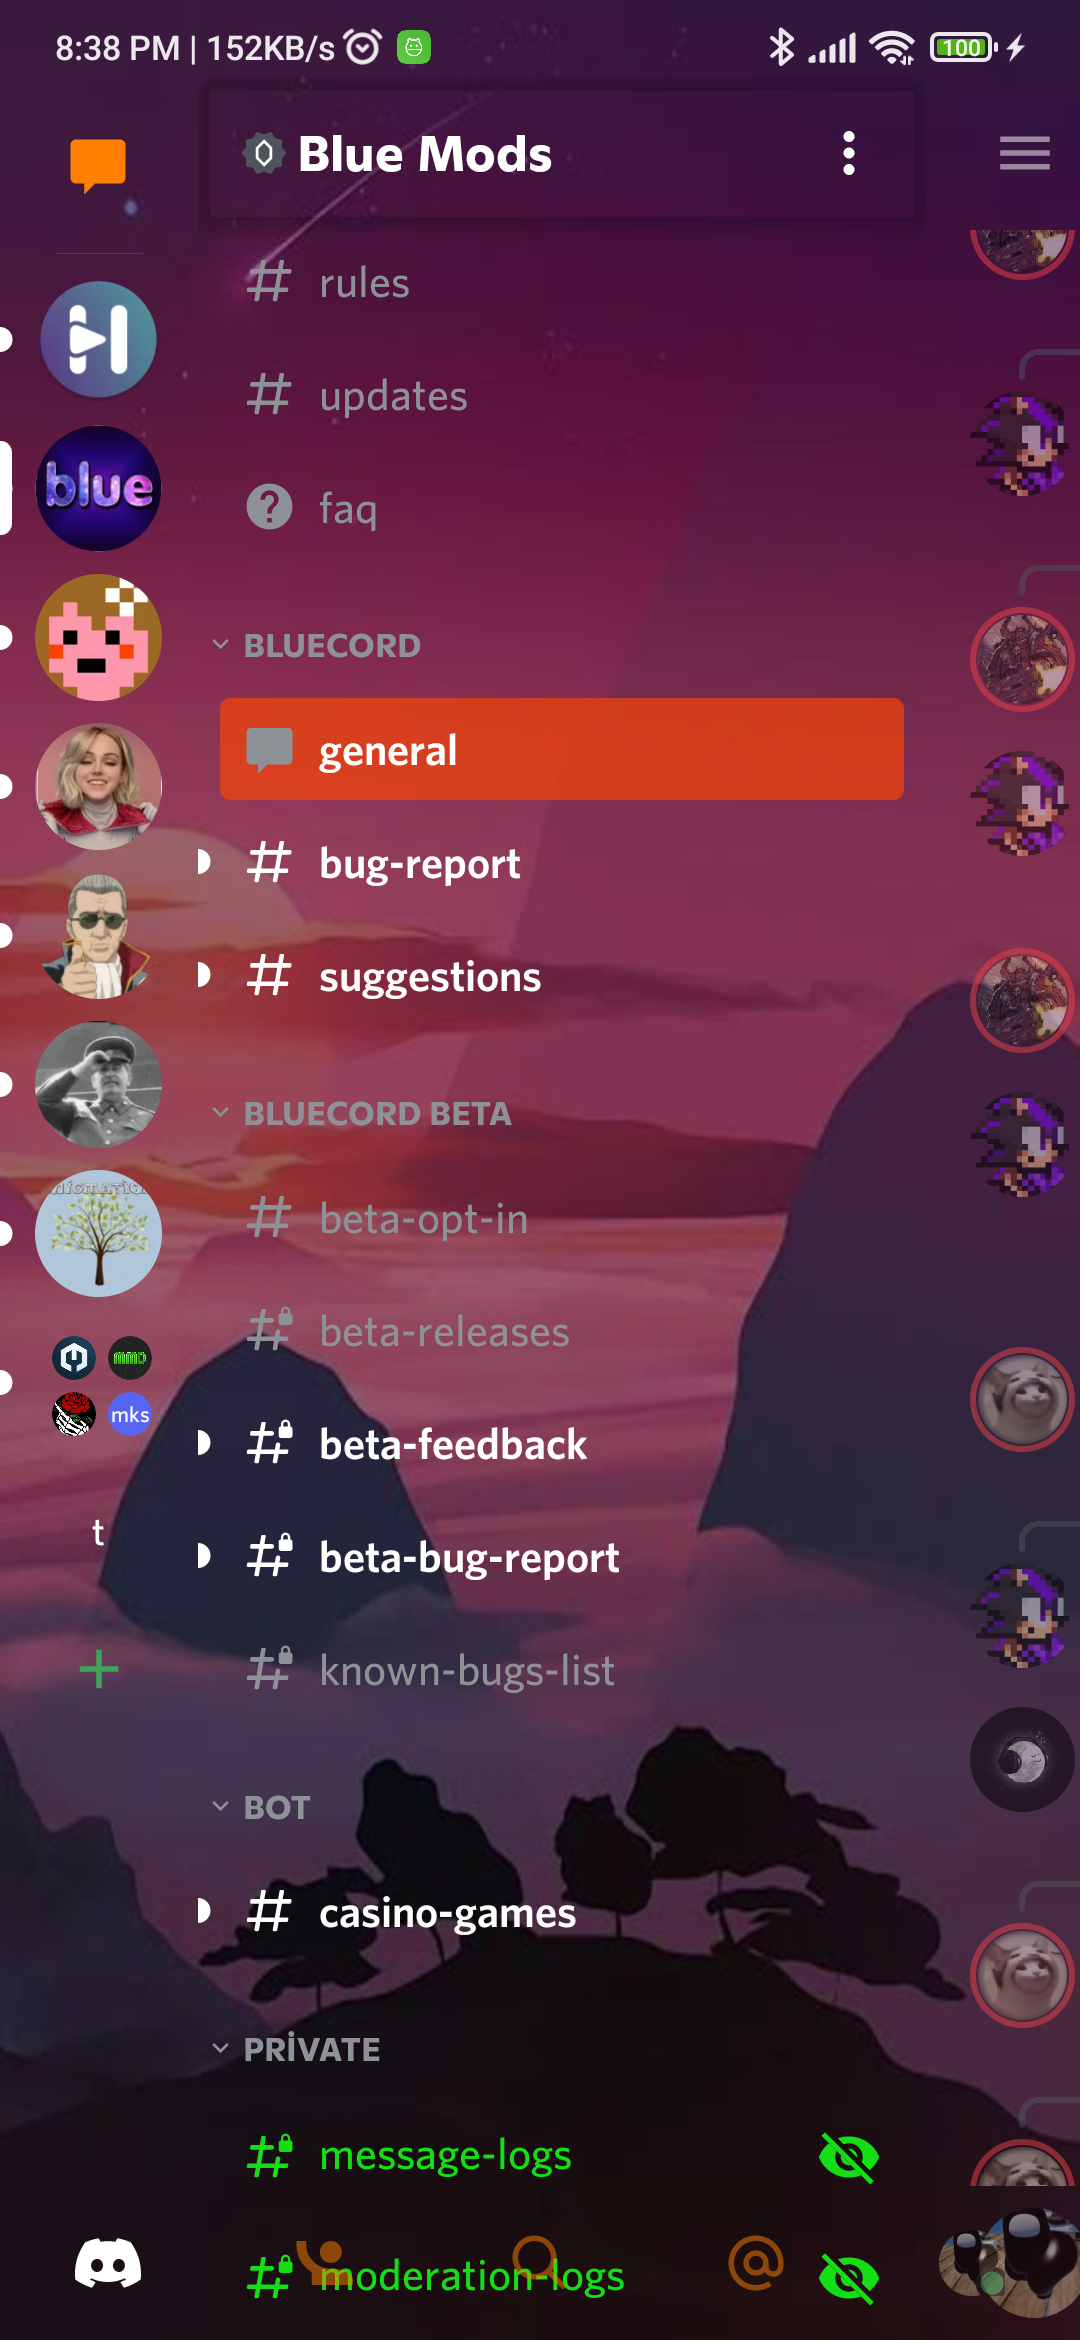 8:38 PM | 152KB/s
100
Blue Mods
rules
updates
blue
faq
BLUECORD
general
bug-report
suggestions
BLUECORD BETA
beta-opt-in
beta-releases
MMD
mks
beta-feedback
t
beta-bug-report
known-bugs-list
BOT
casino-games
PRİVATE
message-logs
moderation-logs